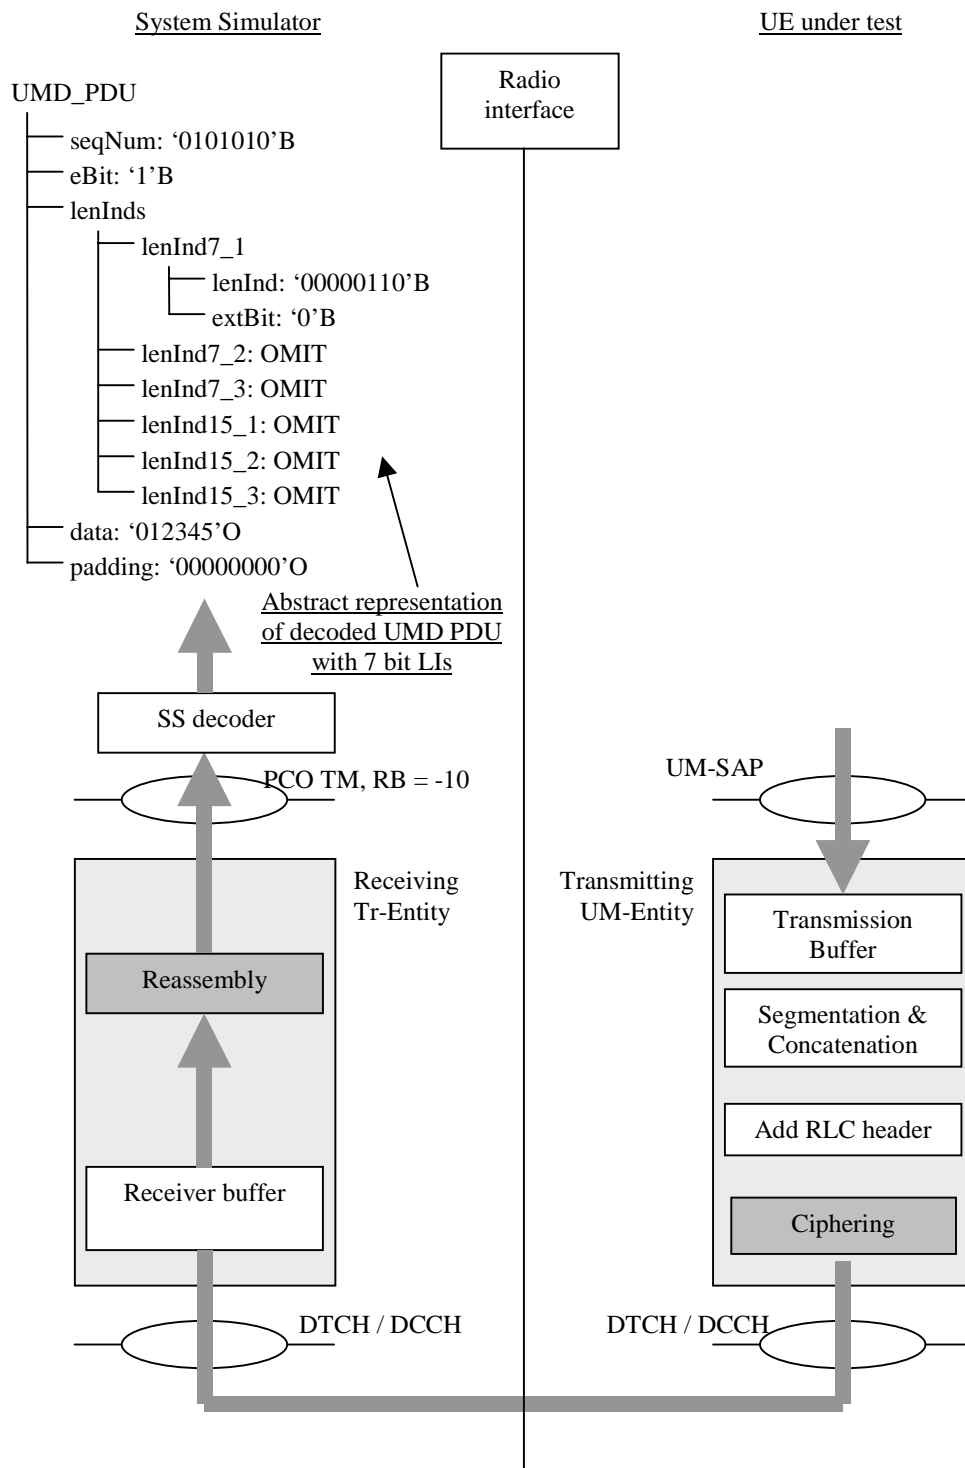 System Simulator
UE under test
Radio
interface
UMD_PDU
seqNum: ‘0101010’B
eBit: ‘1’B
lenInds
lenInd7_1
lenInd: ‘00000110’B
extBit: ‘0’B
lenInd7_2: OMIT
lenInd7_3: OMIT
lenInd15_1: OMIT
lenInd15_2: OMIT
lenInd15_3: OMIT
data: ‘012345’O
padding: ‘00000000’O
Abstract representation
of decoded UMD PDU
with 7 bit LIs
SS decoder
PCO TM, RB = -10
UM-SAP
Receiving
Tr-Entity
Transmitting
UM-Entity
Transmission
Buffer
Reassembly
Segmentation &
Concatenation
Add RLC header
Receiver buffer
Ciphering
DTCH / DCCH
DTCH / DCCH